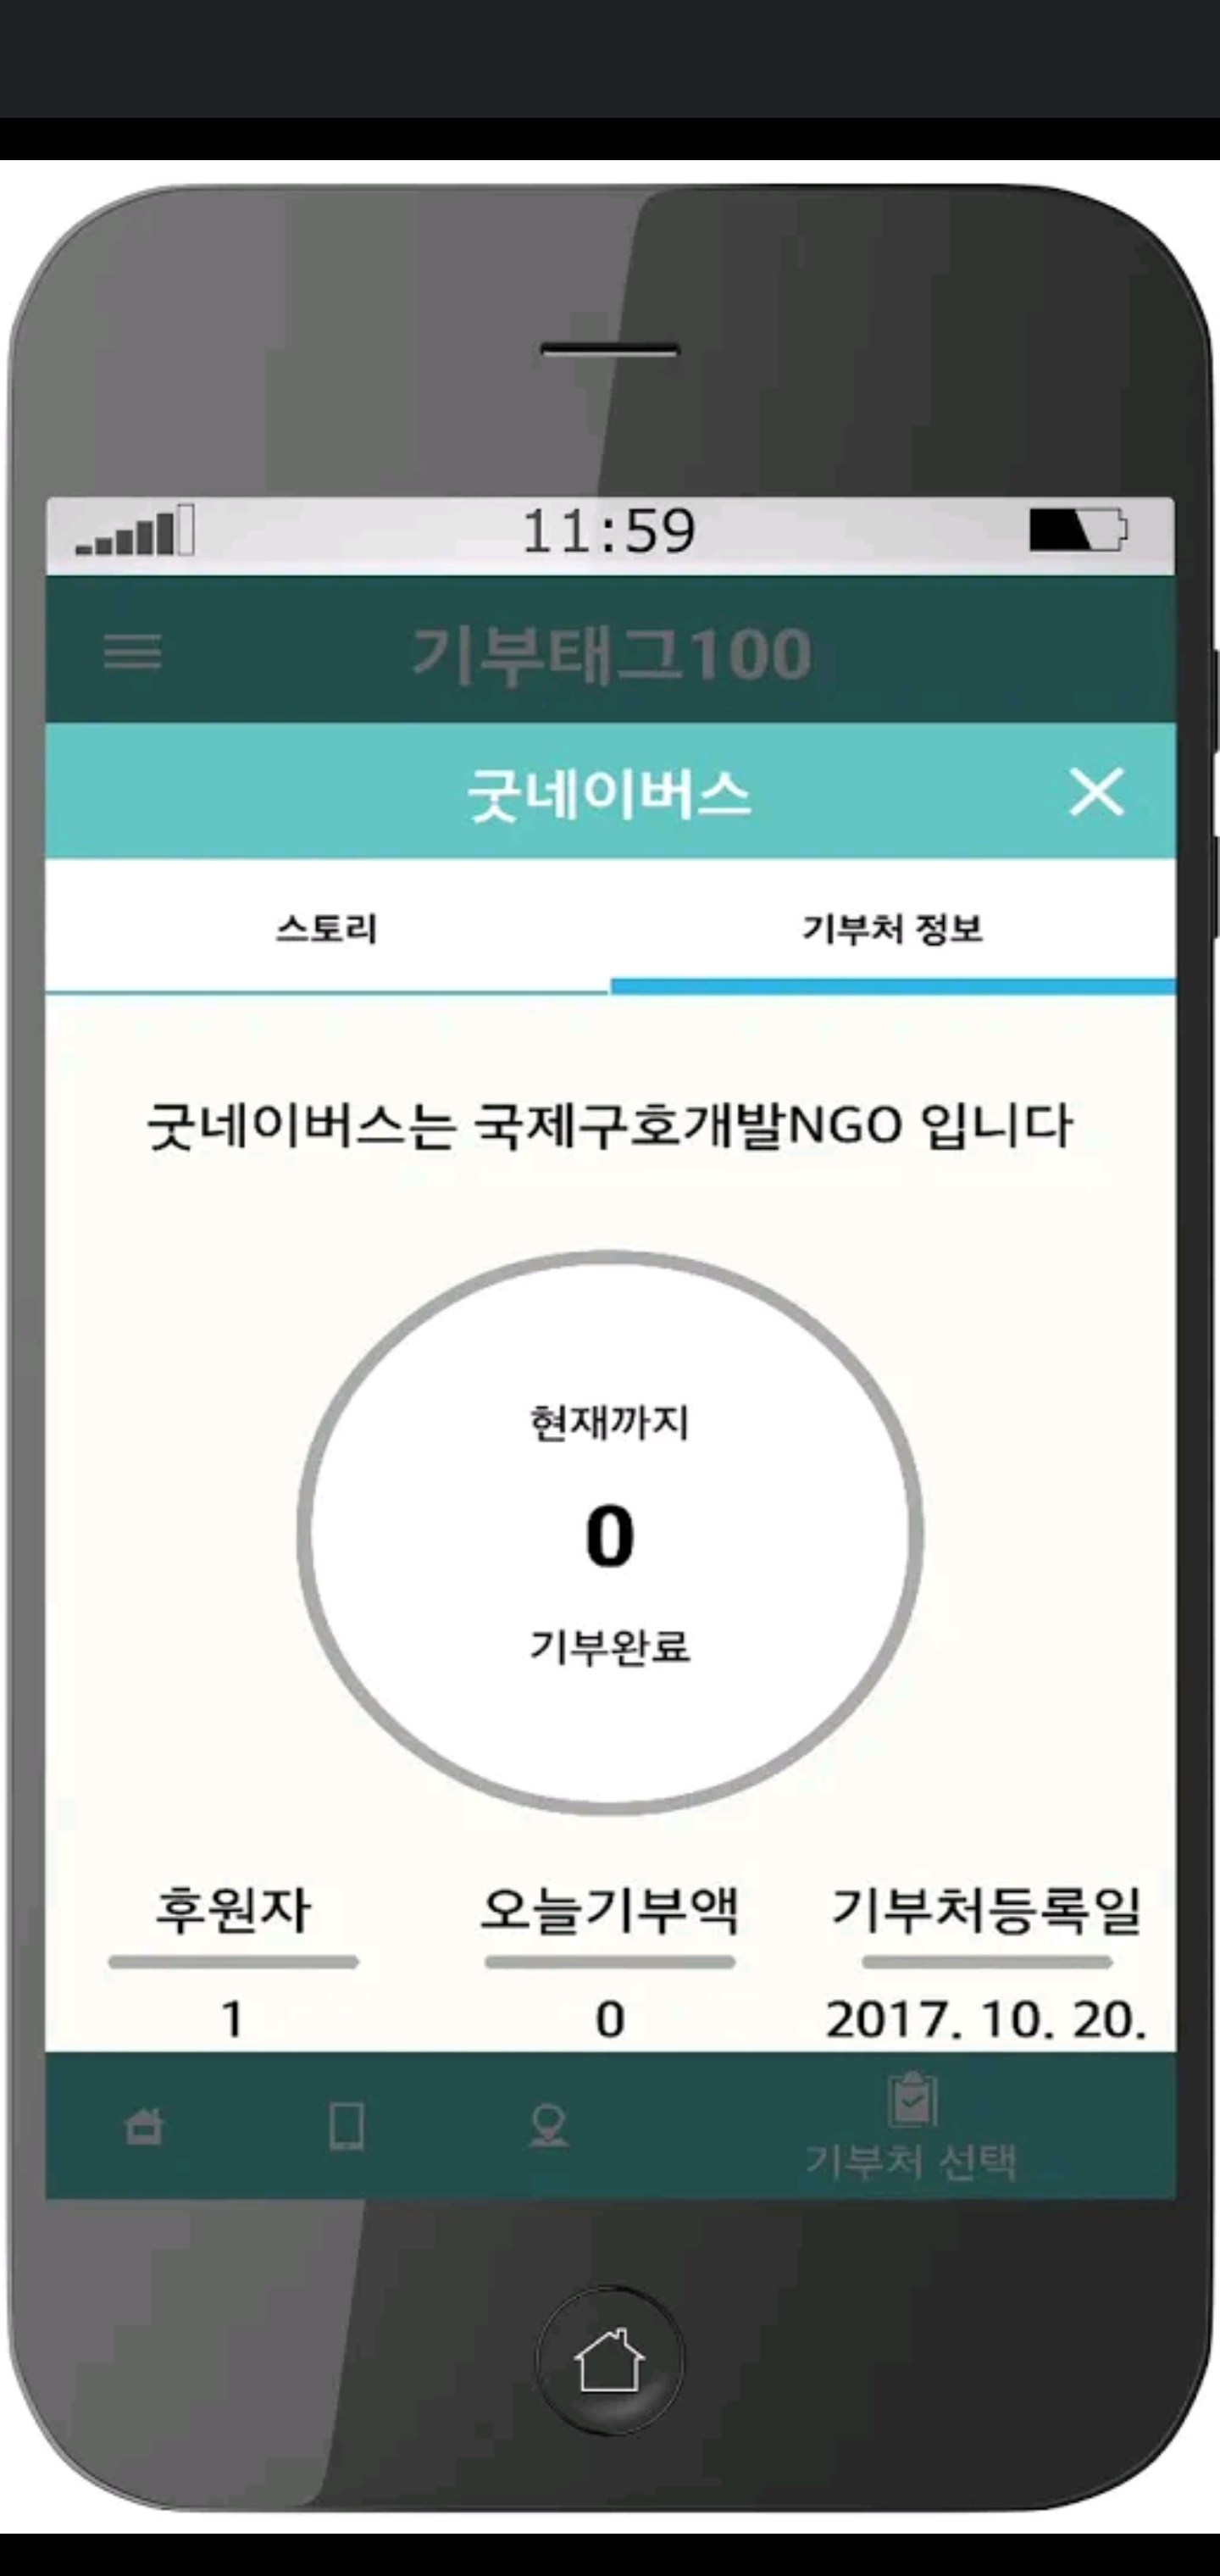 11:59
기부태그100
굿네이버스
스토리 기부처 정보
굿네이버스는 국제구호개발NGO 입니다
현재까지
0
기부완료
후원자 오늘기부액 기부처등록일
1 0 2017. 10. 20.
기부처 선택